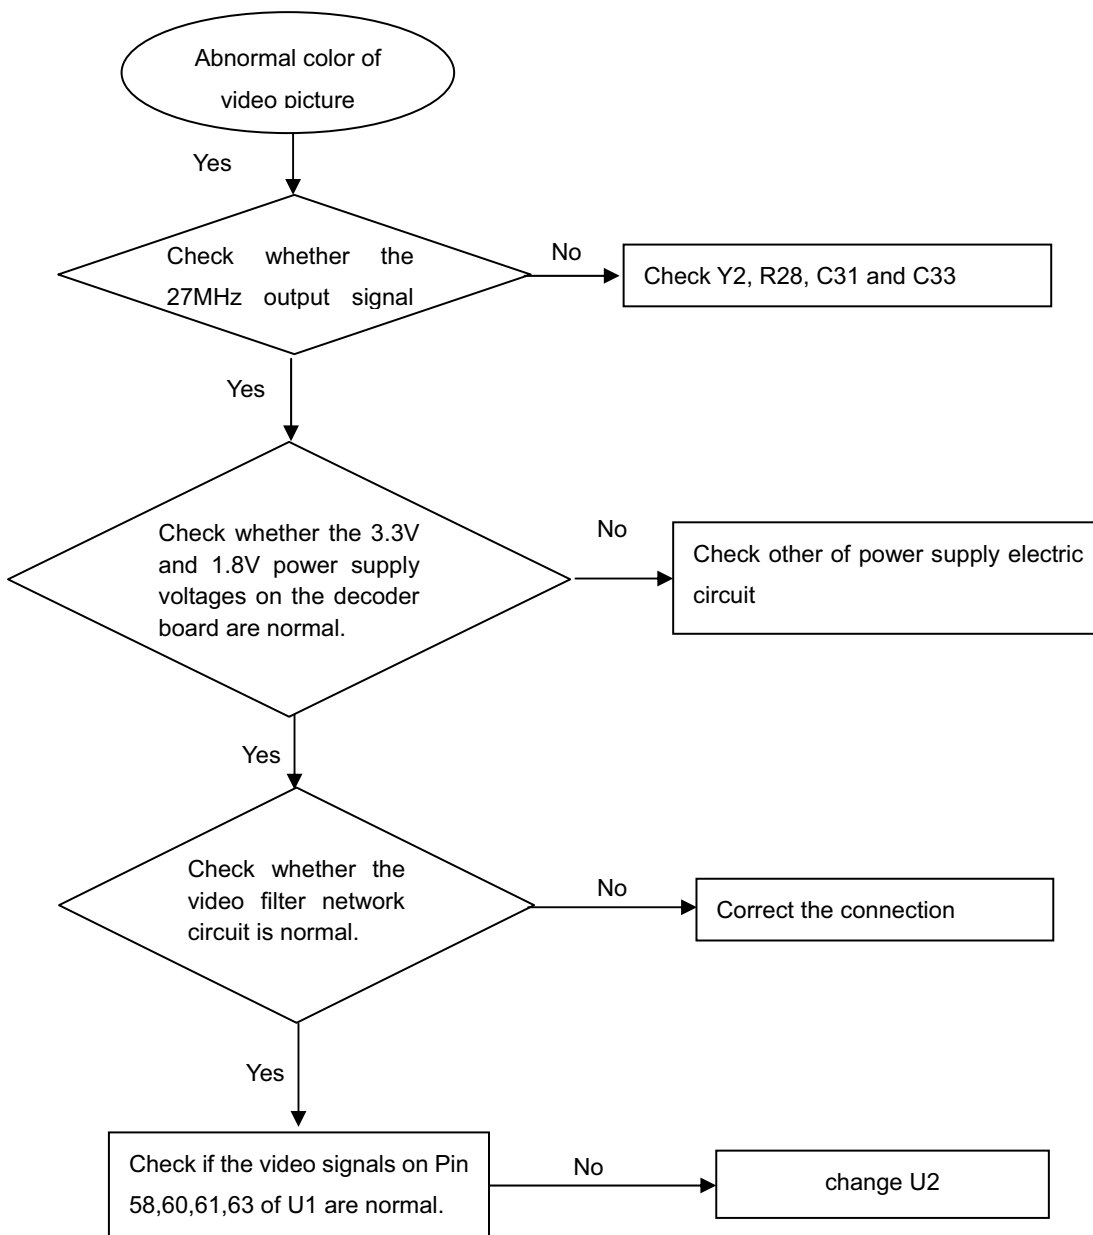 Abnormal color of
video picture
Yes
Check whether the
27MHz output signal
No
Check Y2, R28, C31 and C33
Yes
Check whether the 3.3V
and 1.8V power supply
voltages on the decoder
board are normal.
No
Check other of power supply electric
circuit
Yes
Check whether the
video filter network
circuit is normal.
No
Correct the connection
Yes
Check if the video signals on Pin
58,60,61,63 of U1 are normal.
No
change U2